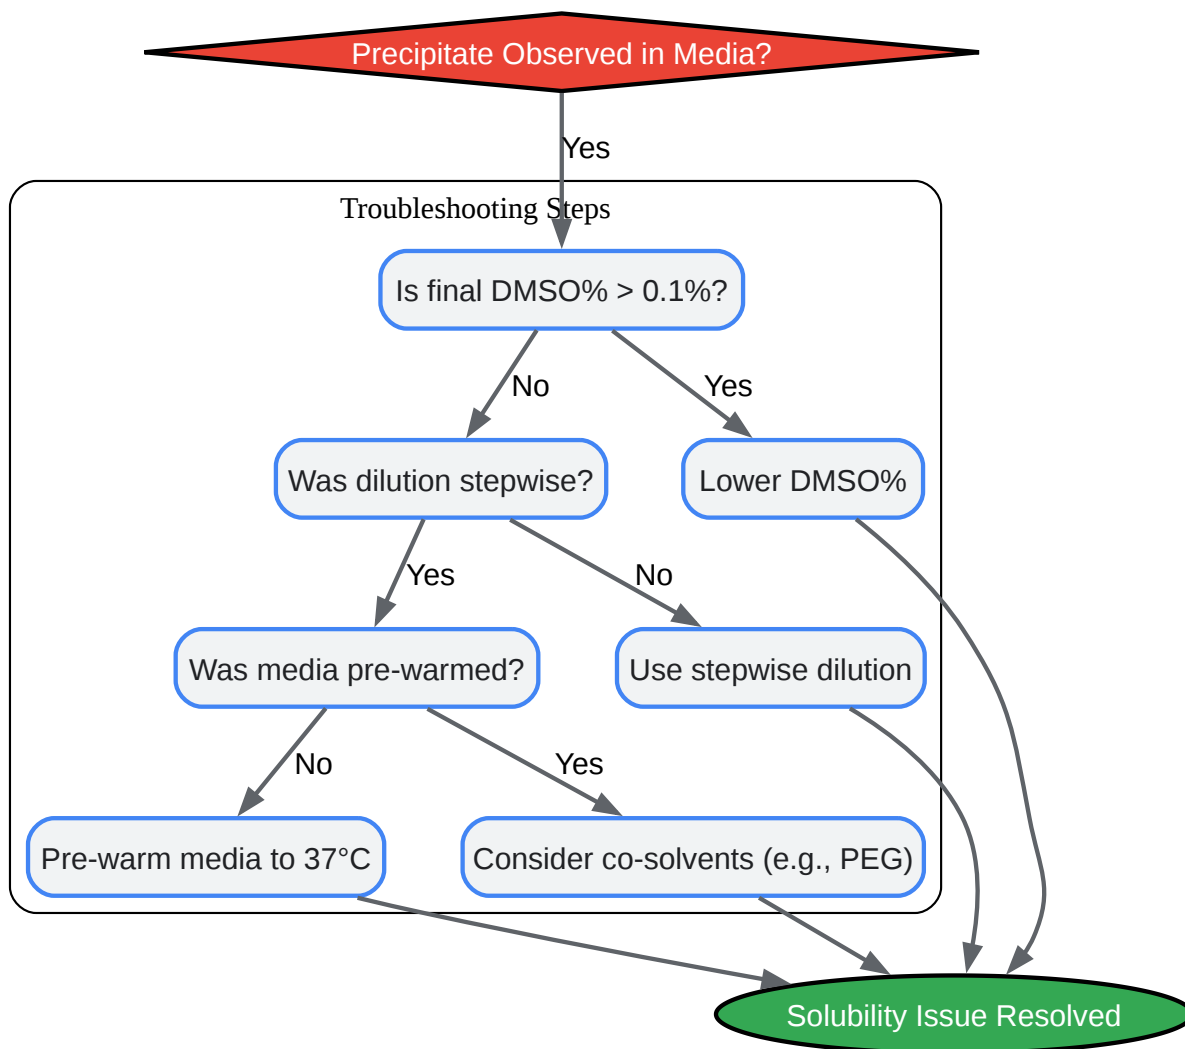 Precipitate Observed in Media?
Yes
Troubleshooting Steps
Is final DMSO% > 0.1%?
No
Yes
Was dilution stepwise?
Lower DMSO%
Yes
No
Was media pre-warmed?
Use stepwise dilution
No
Yes
Pre-warm media to 37°C
Consider co-solvents (e.g., PEG)
Solubility Issue Resolved